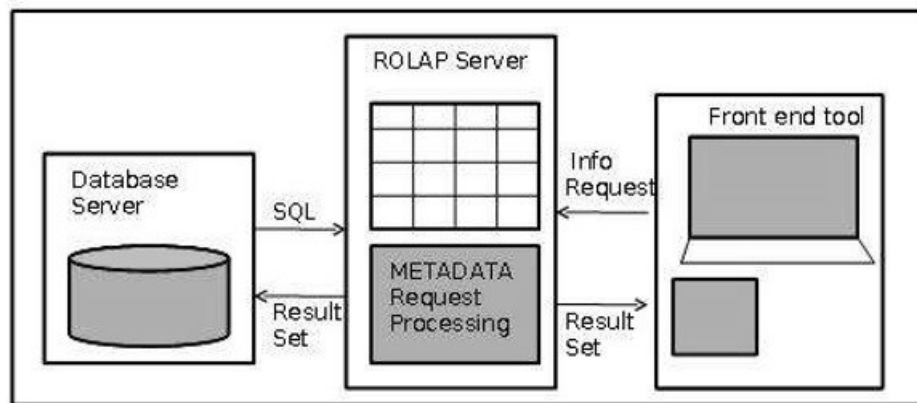 ROLAP Server
Front end tool
Database
Server
SQL
Info
Request
METADATA
Request
Processing
Result
Set
Result
Set